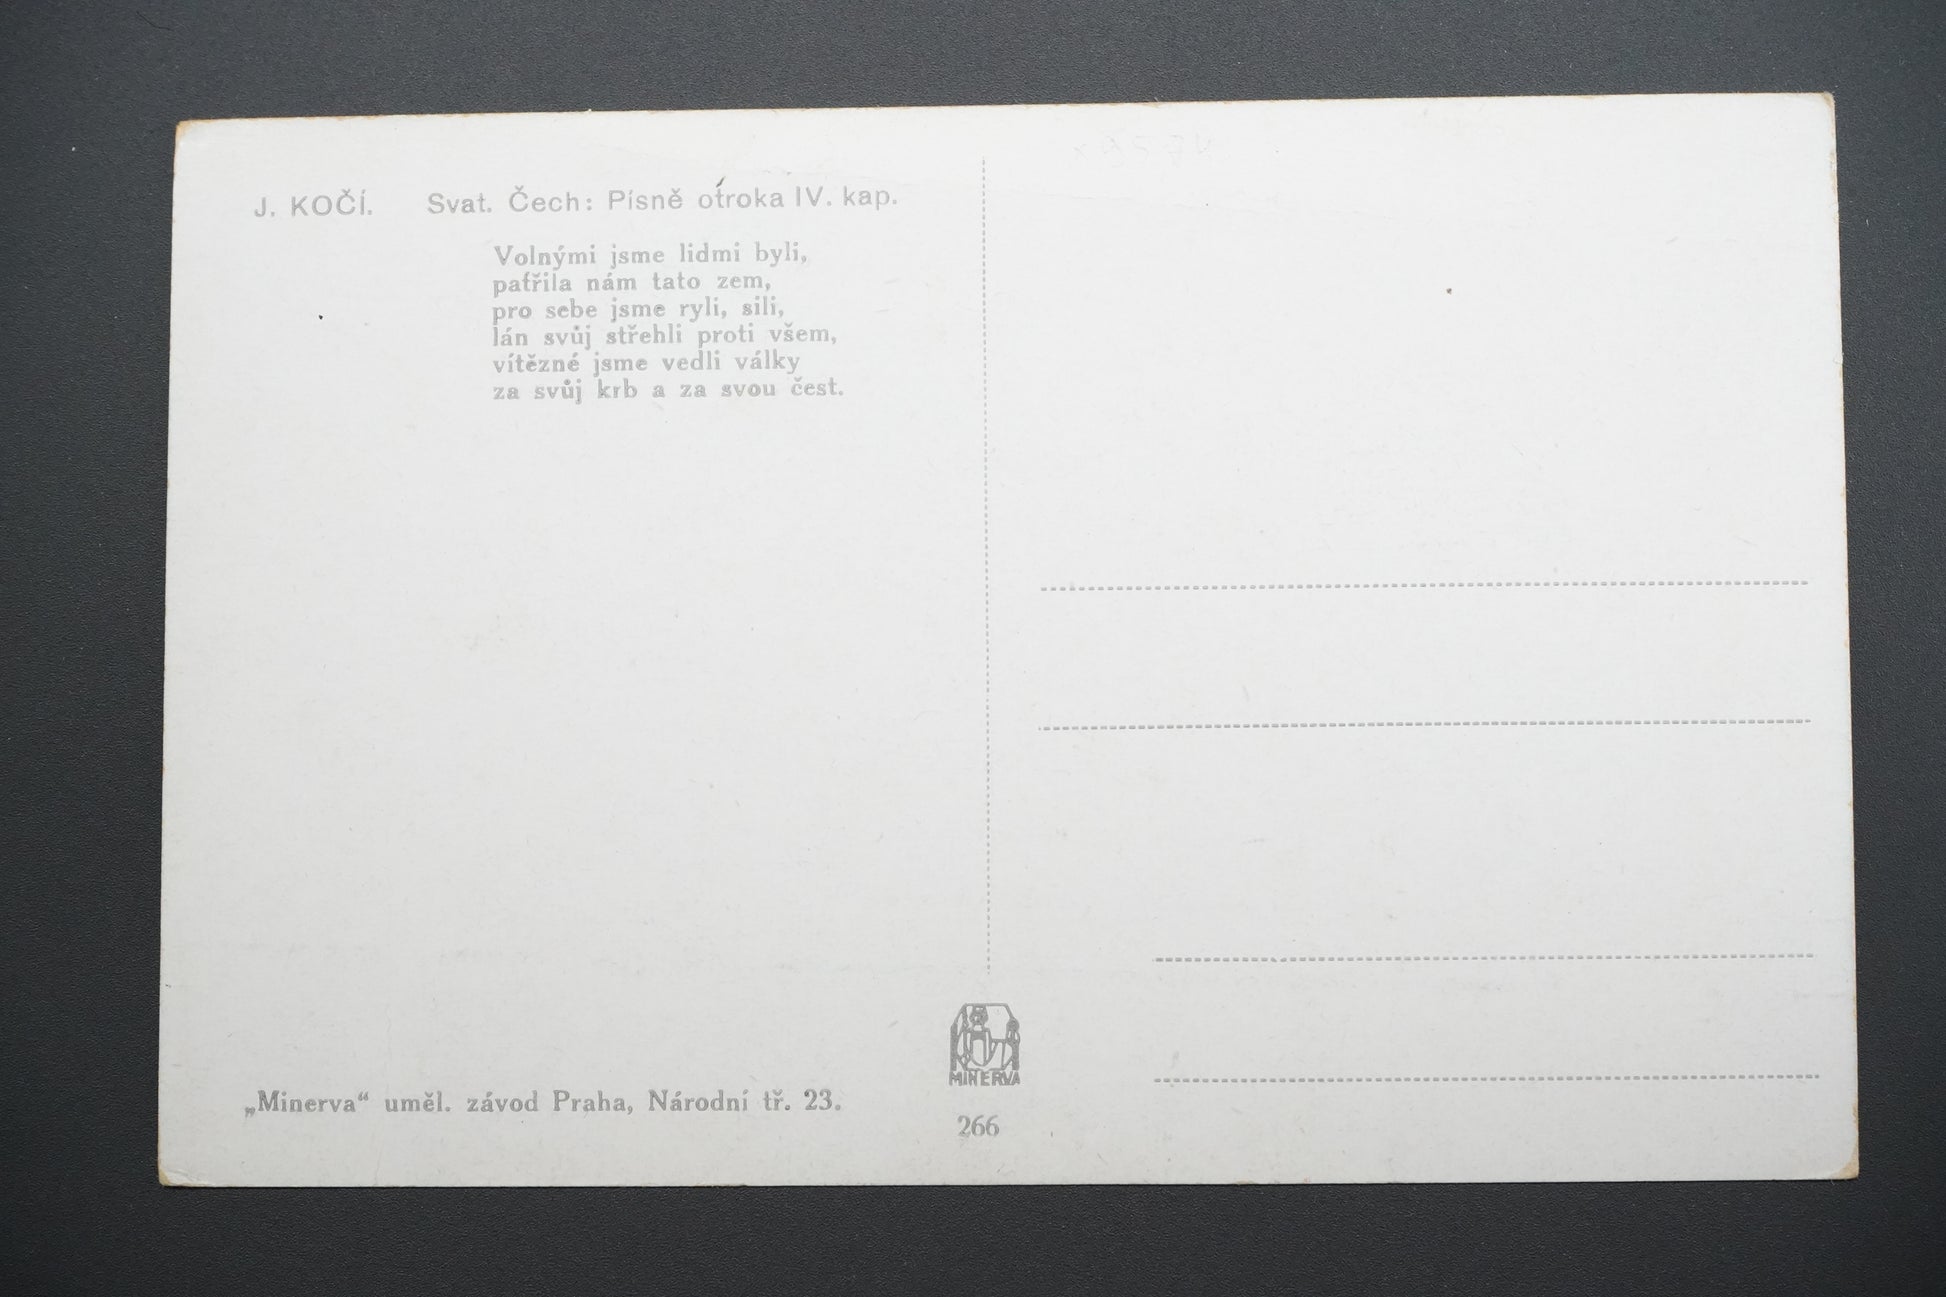 J. KOČÍ. Svat. Čech: Písně otroka IV. kap.
Volnými jsme lidmi byli,
patřila nám tato zem,
pro sebe jsme ryli, sili,
lán svůj střehli proti všem,
vítězné jsme vedli války
za svůj krb a za svou čest.
MINERVA
„Minerva“ uměl. závod Praha, Národní tř. 23.
266